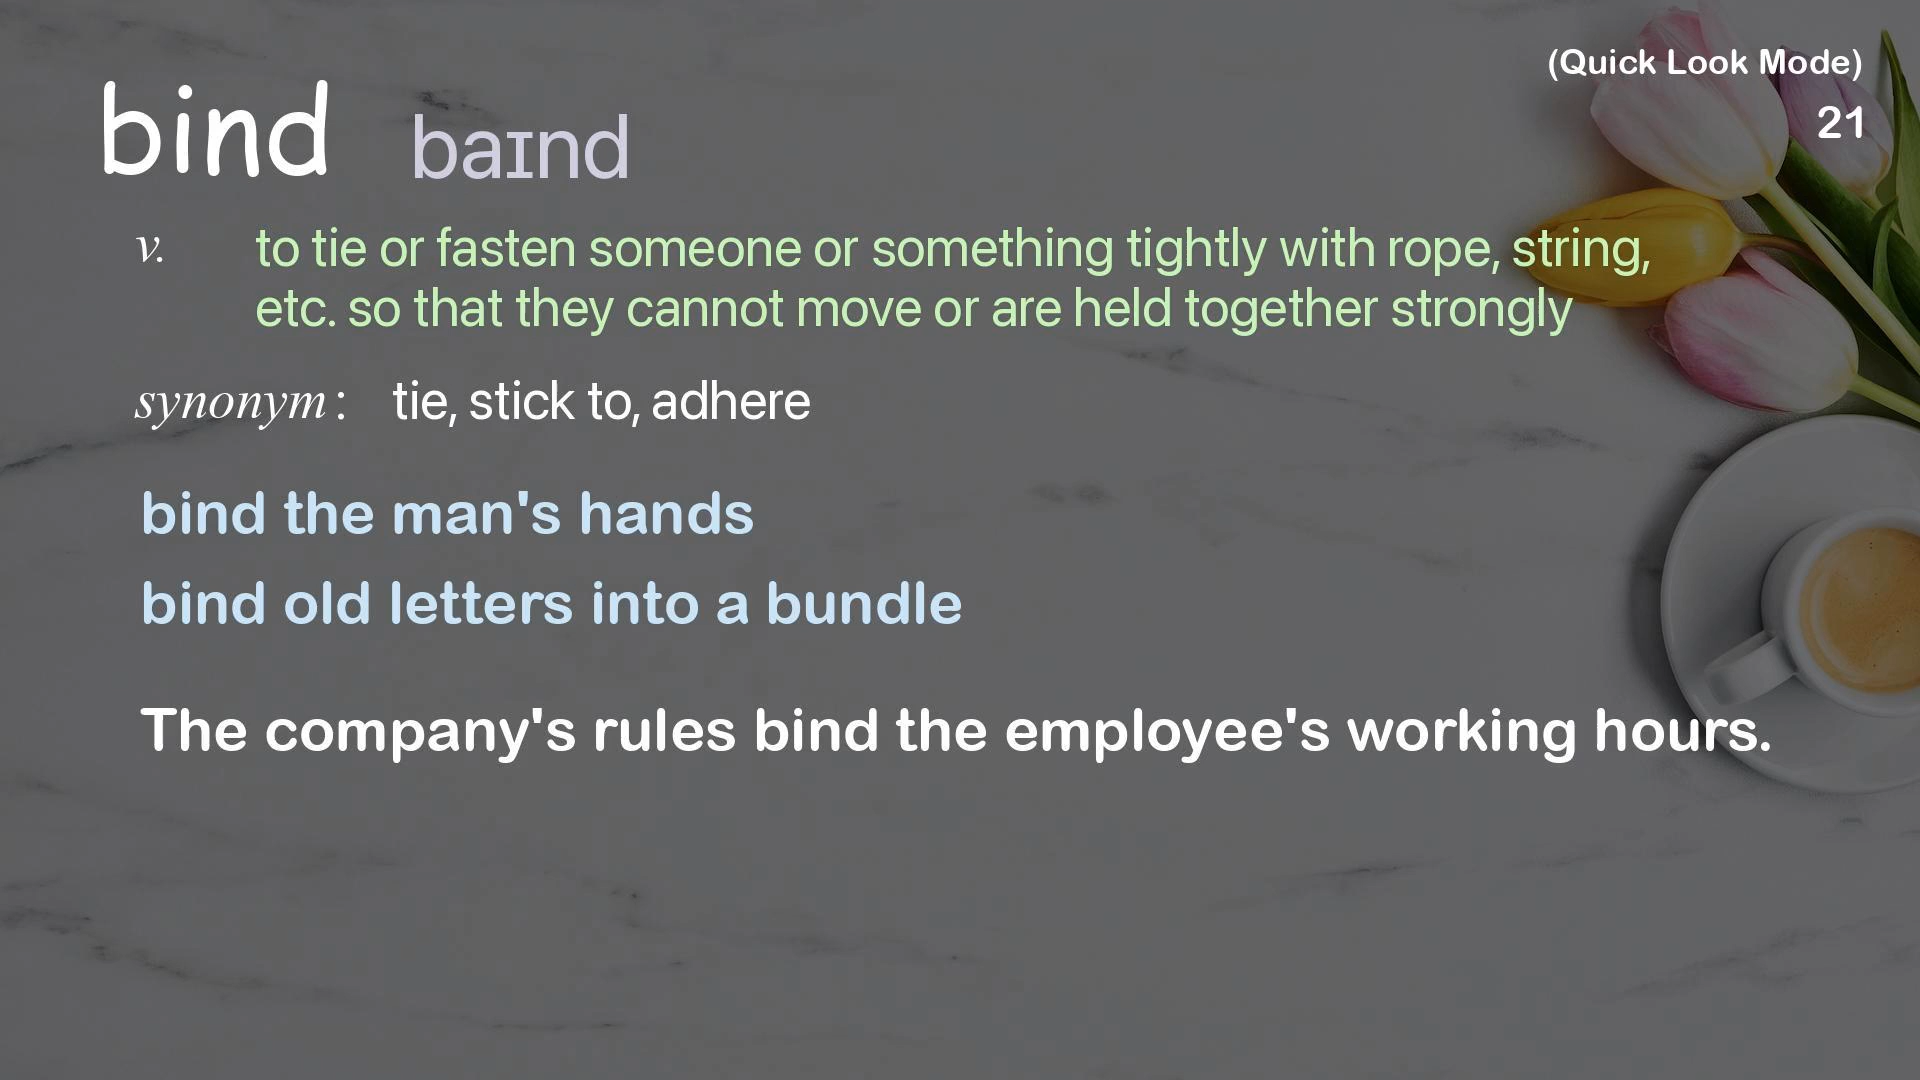 (Quick Look Mode)
21
bind baɪnd
v. to tie or fasten someone or something tightly with rope, string,
etc. so that they cannot move or are held together strongly
synonym: tie, stick to, adhere
bind the man's hands
bind old letters into a bundle
The company's rules bind the employee's working hours.